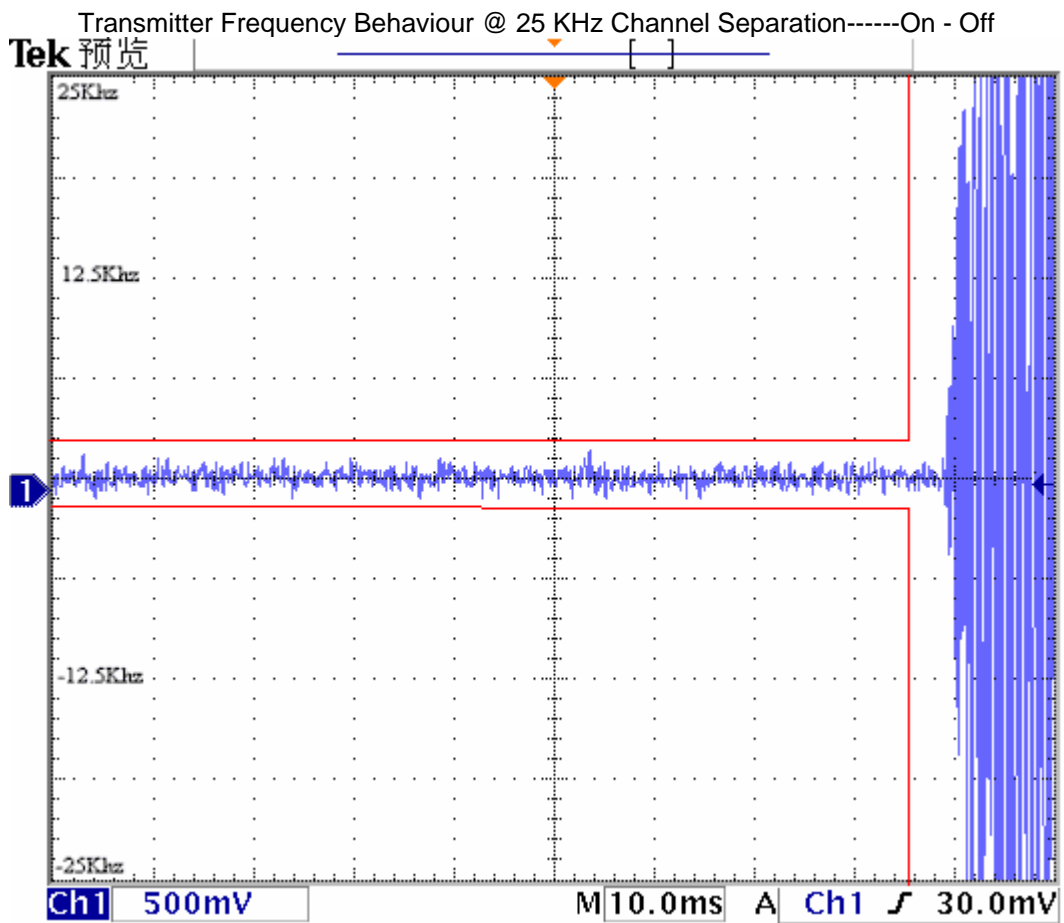 Transmitter Frequency Behaviour @ 25 KHz Channel Separation------On - Off
Tek 预览
25Khz
12.5Khz
1
-12.5Khz
-25Khz
Ch1 500mV M 10.0ms A Ch1 30.0mV